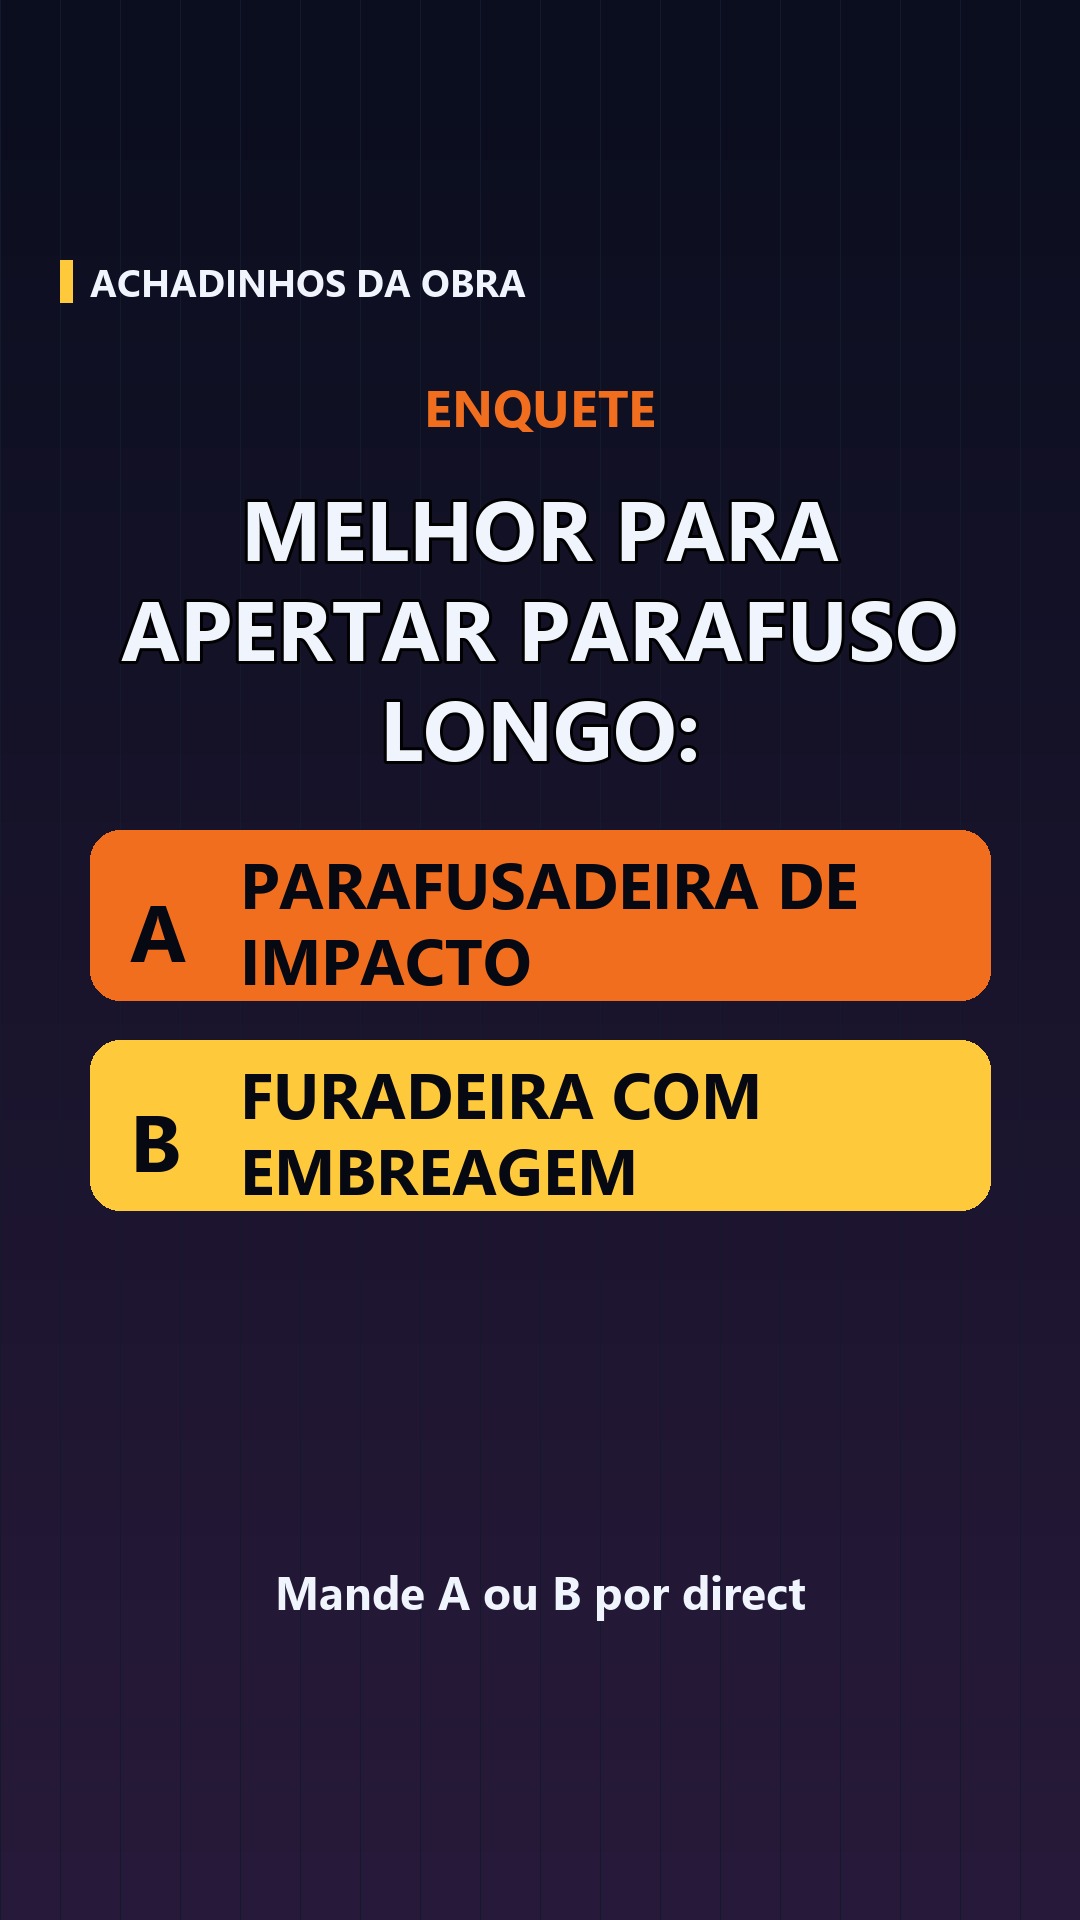 ACHADINHOS DA OBRA
ENQUETE
MELHOR PARA
APERTAR PARAFUSO
LONGO:
A
PARAFUSADEIRA DE
IMPACTO
B
FURADEIRA COM
EMBREAGEM
Mande A ou B por direct